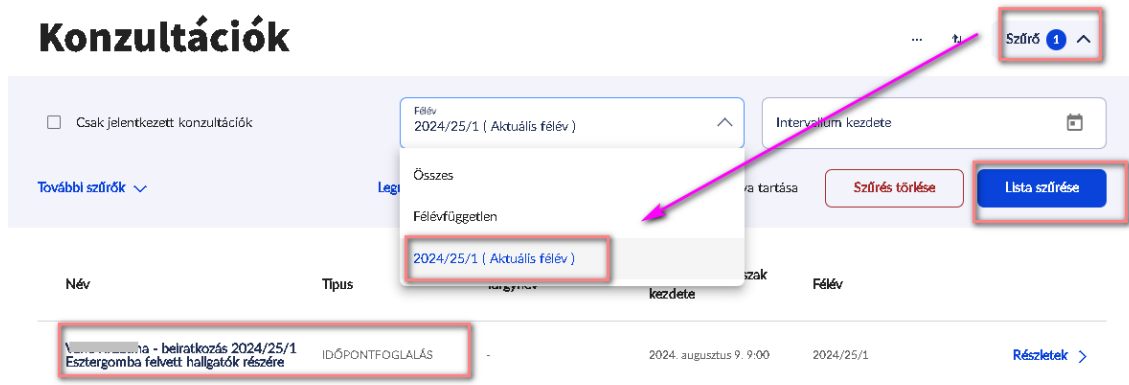 Konzultációk
...
Szűrő 1
Csak jelentkezett konzultációk
Félév
2024/25/1 ( Aktuális félév )
Intervallum kezdete
Összes
Félévfüggetlen
2024/25/1 ( Aktuális félév )
További szűrők
tartása
Szűrés törlése
Lista szűrése
Név
Típus
kezdete
Félév
- beiratkozás 2024/25/1
Esztergomba felvett hallgatók részére
IDŐPONTFOGLALÁS
-
2024. augusztus 9. 9:00
2024/25/1
Részletek